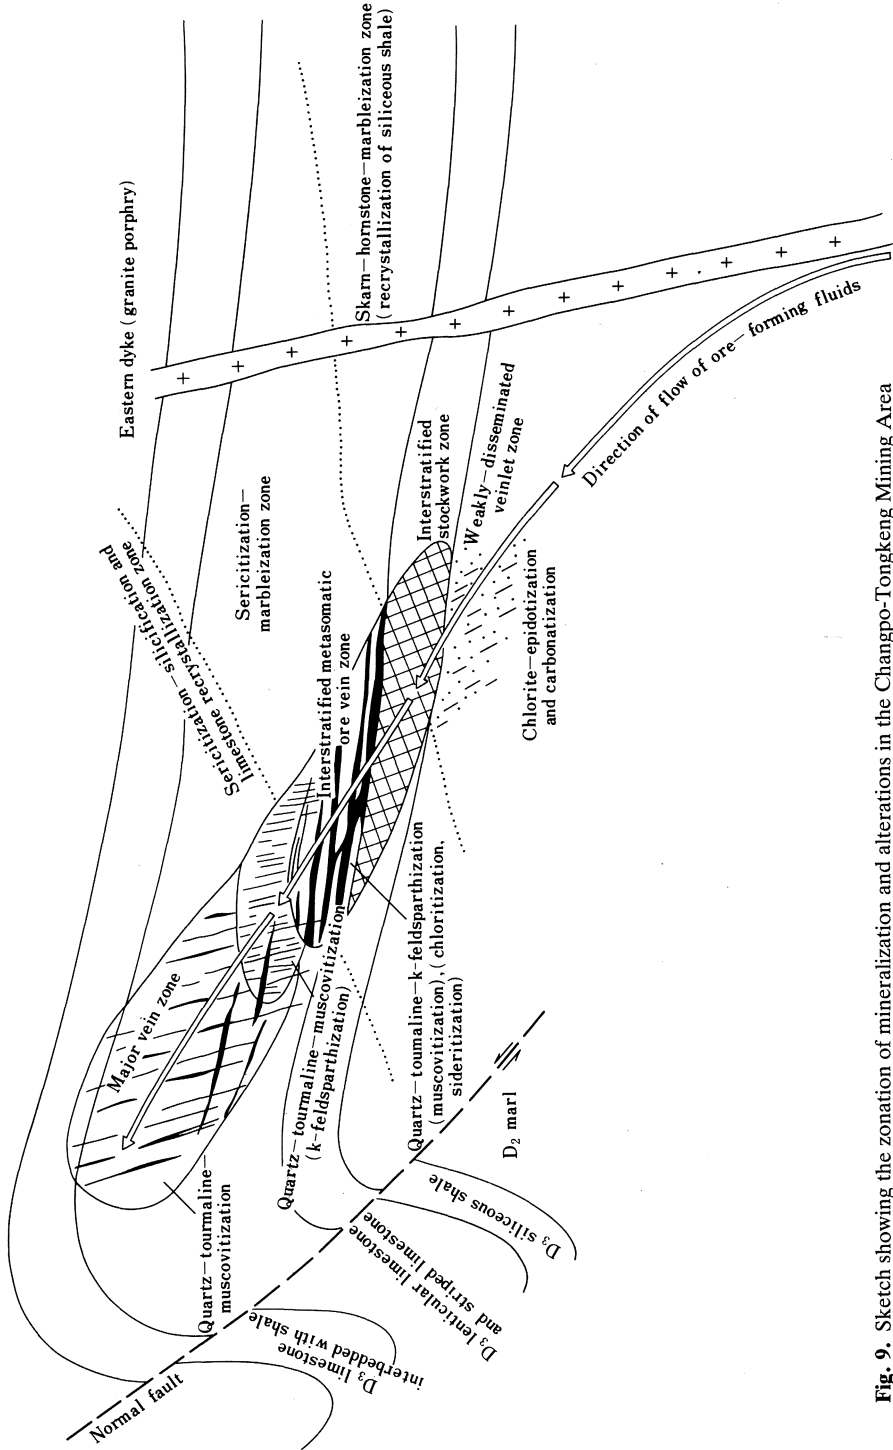 Eastern dyke (granite porphry)
Skarn—hornstone—marbleization zone
(recrystallization of siliceous shale)
Sericitization—silicification and
limestone recrystallization zone
Sericitization—
marbleization zone
Interstratified metasomatic
ore vein zone
Interstratified
stockwork zone
Weakly—disseminated
veinlet zone
Direction of flow of ore—forming fluids
Chlorite—epidotization
and carbonatization
Major vein zone
Quartz—tourmaline—
muscovitization
Quartz—tourmaline—muscovitization
(k—feldsparthization)
Quartz—toumaline—k—feldsparthization
(muscovitization),(chloritization,
sideritization)
Normal fault
D₃ limestone
interbedded with shale
D₃ lenticular limestone
and striped limestone
D₃ siliceous shale
D₂ marl
+ + + + + + + + + + + + +
Fig. 9. Sketch showing the zonation of mineralization and alterations in the Changpo-Tongkeng Mining Area